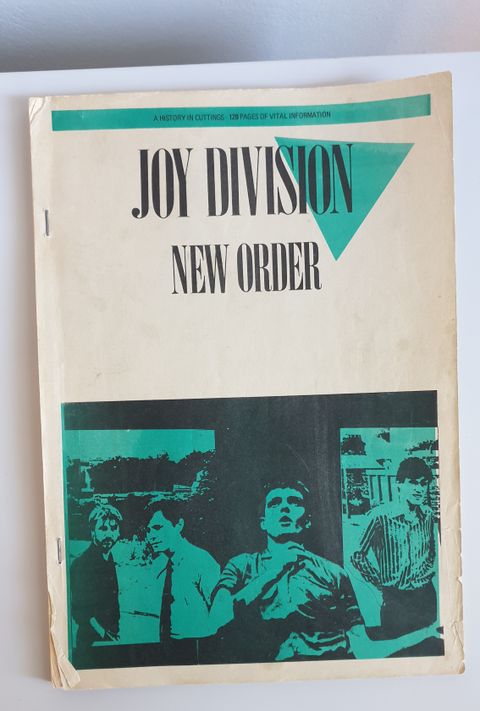 A HISTORY IN CUTTINGS · 128 PAGES OF VITAL INFORMATION
JOY DIVISION
NEW ORDER